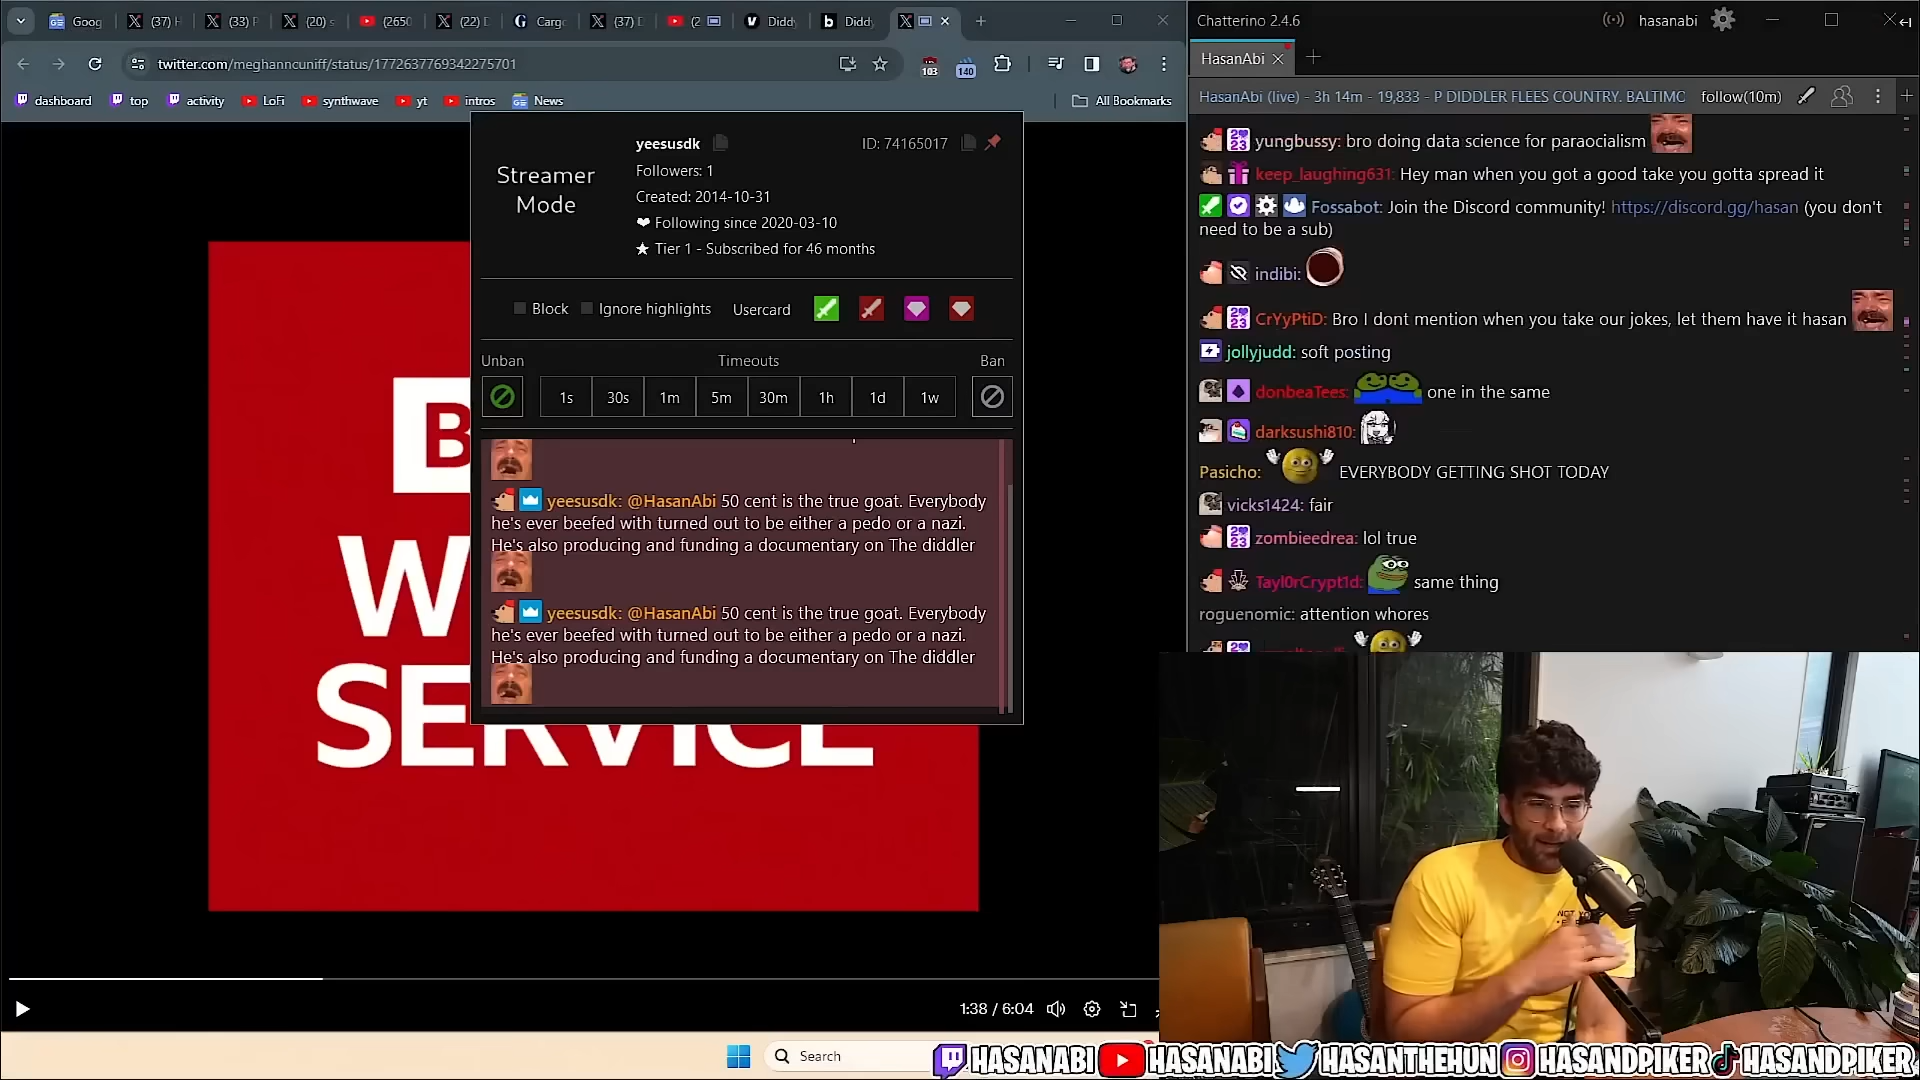 Goog
(37) H
(33) P
(20) s
(2650
(22) D
Carg
(37) D
(2
Diddy
Diddy
twitter.com/meghanncuniff/status/1772637769342275701
103
140
dashboard
top
activity
LoFi
synthwave
yt
intros
News
All Bookmarks
B
W
SERVICE
Streamer
Mode
yeesusdk
ID: 74165017
Followers: 1
Created: 2014-10-31
❤ Following since 2020-03-10
★ Tier 1 - Subscribed for 46 months
Block
Ignore highlights
Usercard
Unban
Timeouts
Ban
1s
30s
1m
5m
30m
1h
1d
1w
yeesusdk: @HasanAbi 50 cent is the true goat. Everybody
he's ever beefed with turned out to be either a pedo or a nazi.
He's also producing and funding a documentary on The diddler
yeesusdk: @HasanAbi 50 cent is the true goat. Everybody
he's ever beefed with turned out to be either a pedo or a nazi.
He's also producing and funding a documentary on The diddler
1:38 / 6:04
Search
Chatterino 2.4.6
hasanabi
HasanAbi
HasanAbi (live) - 3h 14m - 19,833 - P DIDDLER FLEES COUNTRY. BALTIMC
follow(10m)
yungbussy: bro doing data science for paraocialism
keep_laughing631: Hey man when you got a good take you gotta spread it
Fossabot: Join the Discord community! https://discord.gg/hasan (you don't
need to be a sub)
indibi:
CrYyPtiD: Bro I dont mention when you take our jokes, let them have it hasan
jollyjudd: soft posting
donbeaTees: one in the same
darksushi810:
Pasicho: EVERYBODY GETTING SHOT TODAY
vicks1424: fair
zombieedrea: lol true
Tayl0rCrypt1d: same thing
roguenomic: attention whores
HASANABI
HASANABI
HASANTHEHUN
HASANDPIKER
HASANDPIKER